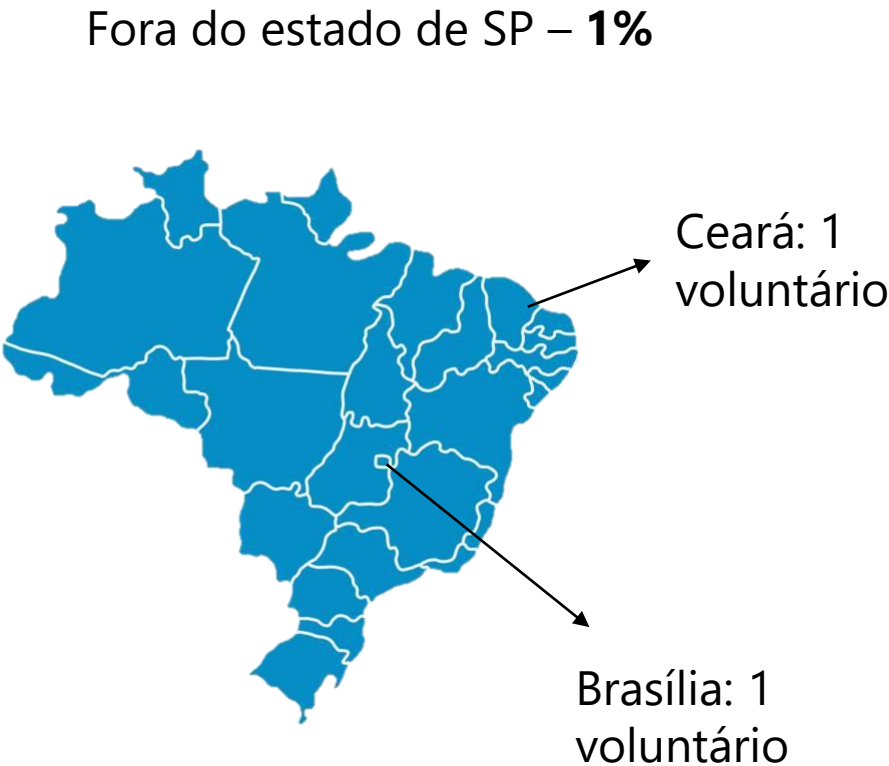 Fora do estado de SP – 1%
Ceará: 1
voluntário
Brasília: 1
voluntário